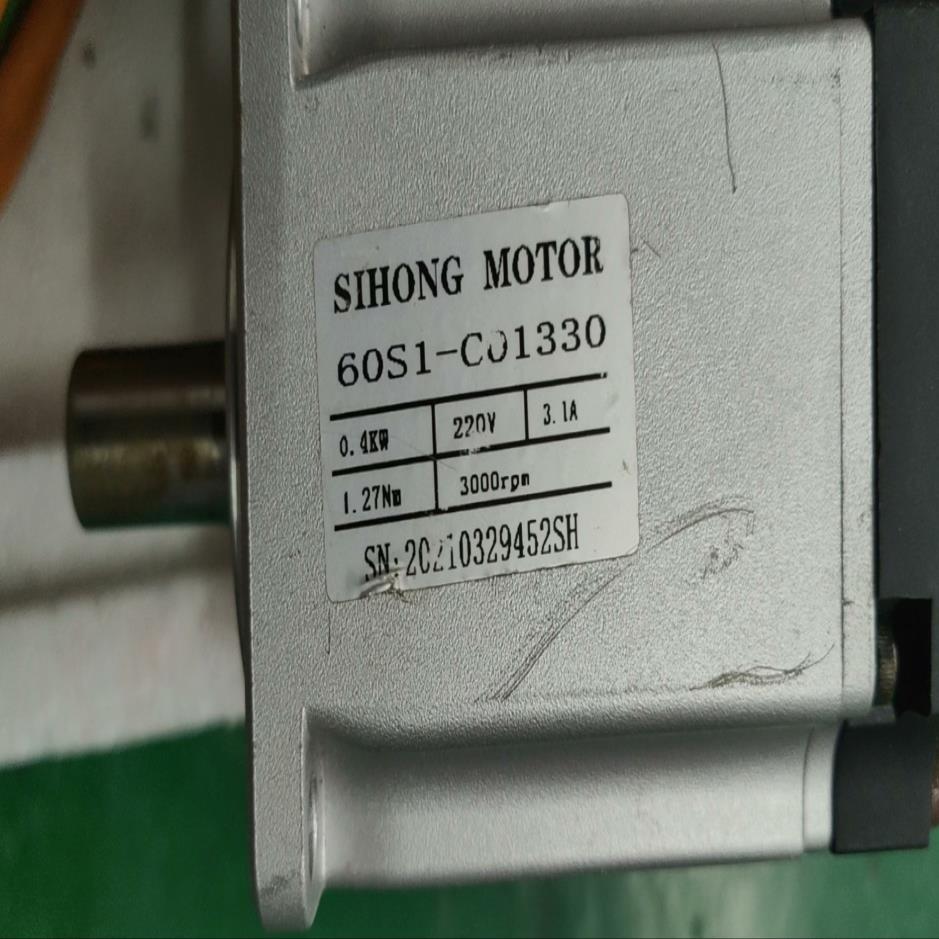 SIHONG MOTOR
60S1-C01330
0.4KW 220V 3.1A
1.27Nm 3000rpm
SN:20210329452SH